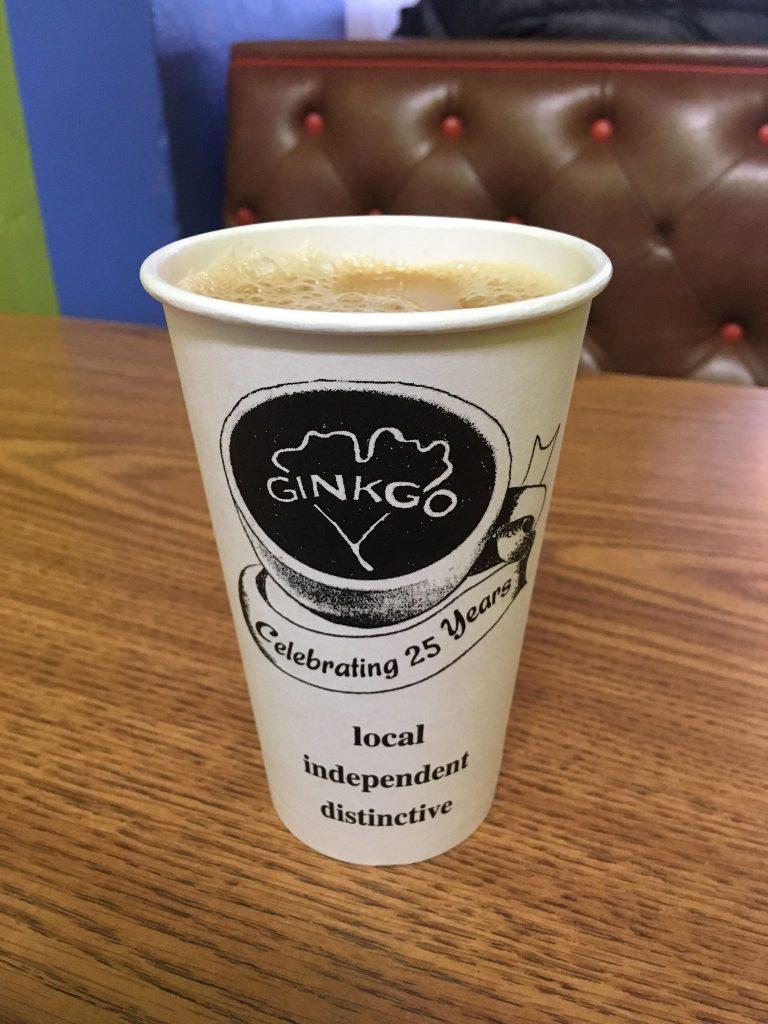 GINKGO
Celebrating 25 Years
local
independent
distinctive